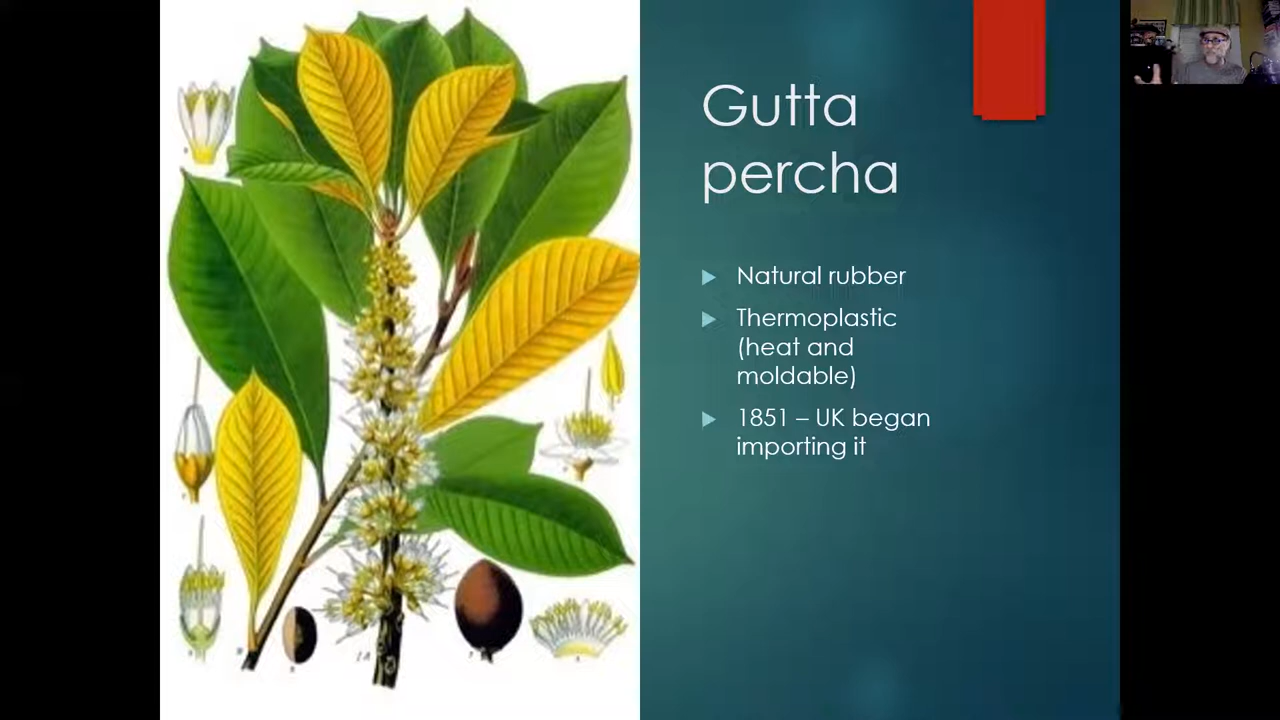 Gutta
percha
Natural rubber
Thermoplastic
(heat and
moldable)
1851 – UK began
importing it